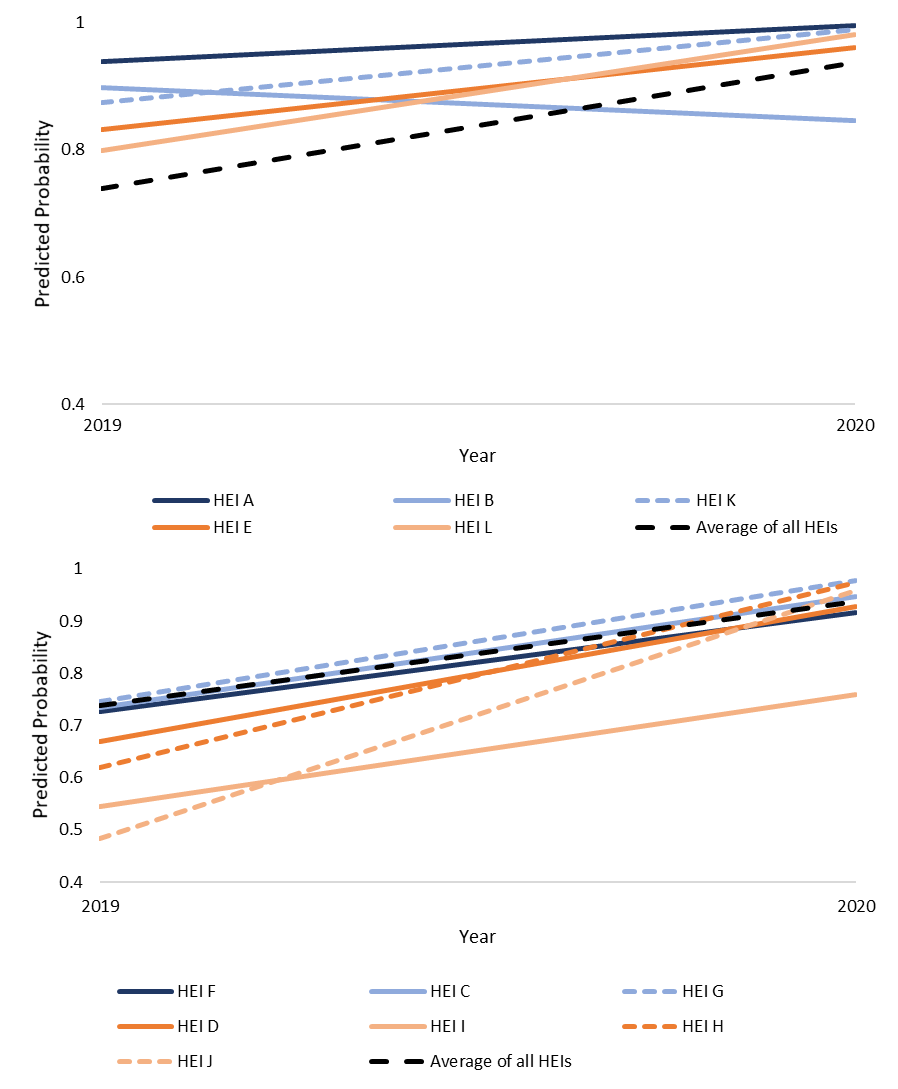 1
0.8
0.6
0.4
Predicted Probability
2019 2020
Year
HEI A HEI B HEI K
HEI E HEI L Average of all HEIs
1
0.9
0.8
0.7
0.6
0.5
0.4
Predicted Probability
2019 2020
Year
HEI F HEI C HEI G
HEI D HEI I HEI H
HEI J Average of all HEIs